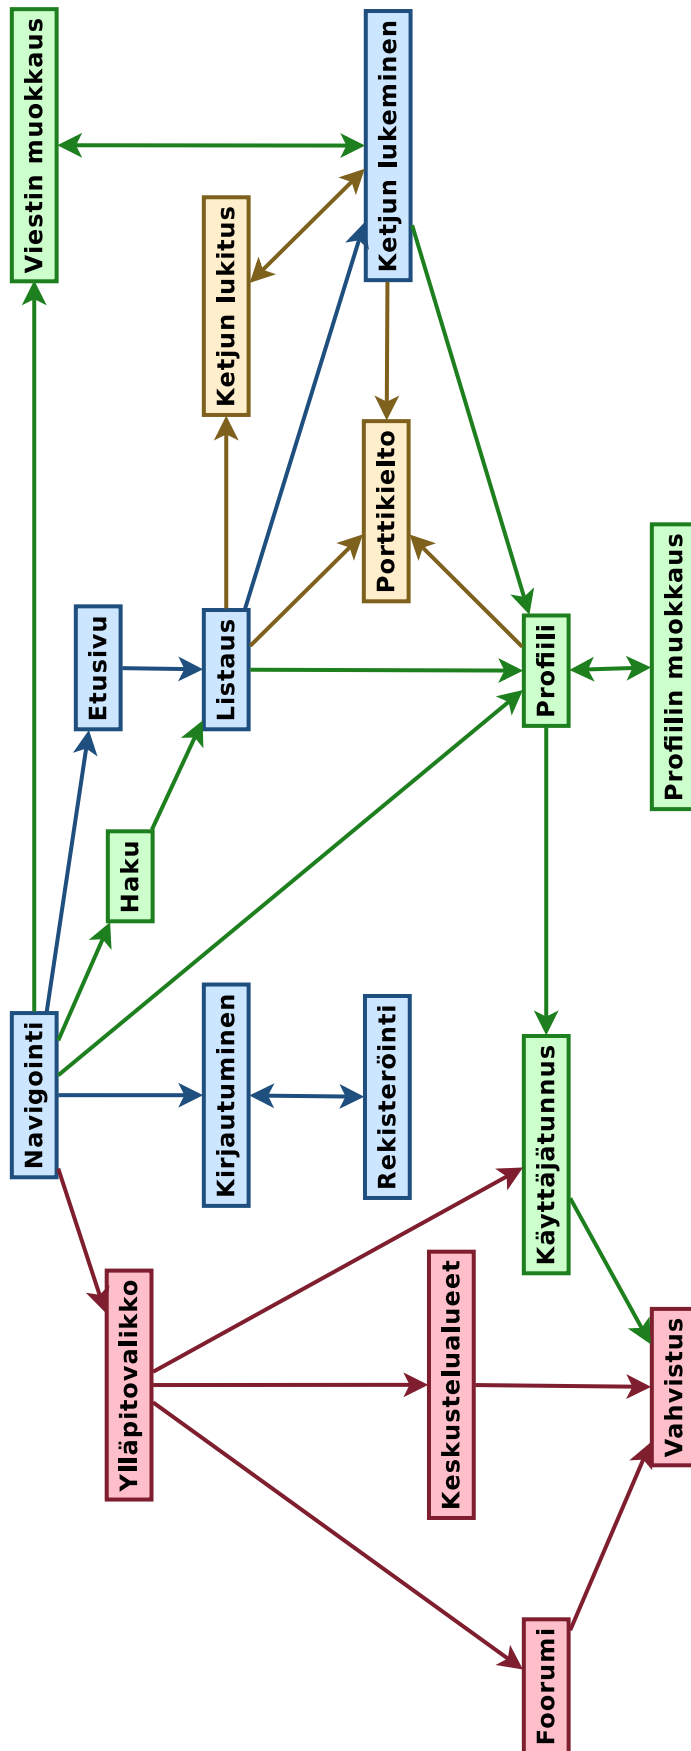 Viestin muokkaus
Ketjun lukeminen
Ketjun lukitus
Porttikielto
Etusivu
Listaus
Profiili
Profiilin muokkaus
Haku
Navigointi
Kirjautuminen
Rekisteröinti
Käyttäjätunnus
Ylläpitovalikko
Keskustelualueet
Vahvistus
Foorumi